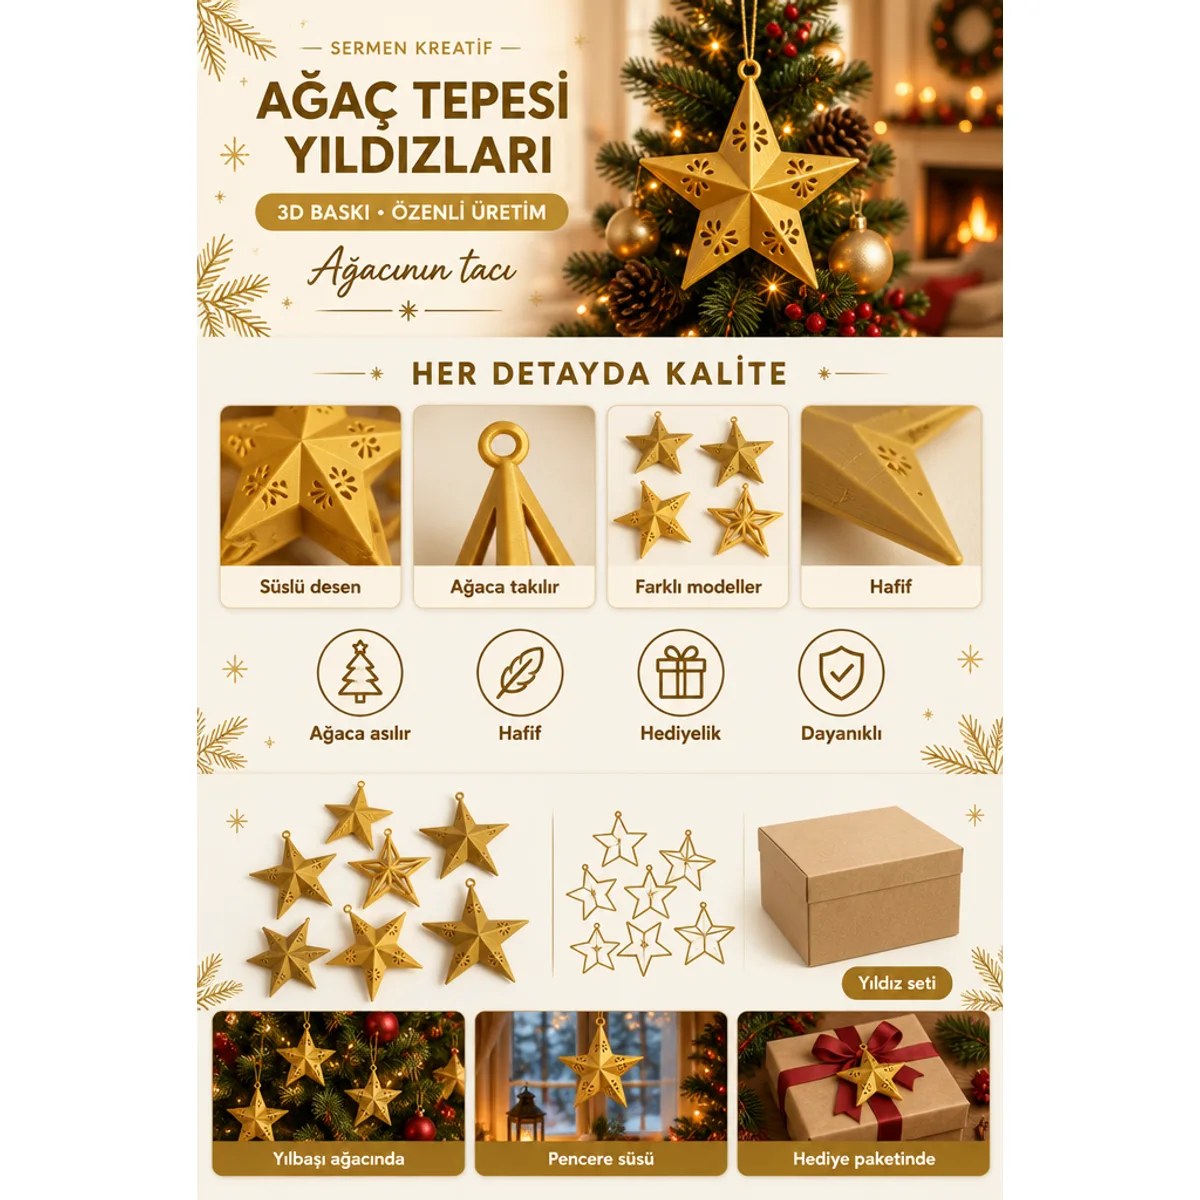 SERMEN KREATİF
AĞAÇ TEPESİ
YILDIZLARI
3D BASKI • ÖZENLİ ÜRETİM
Ağacının tacı
HER DETAYDA KALİTE
Süslü desen
Ağaca takılır
Farklı modeller
Hafif
Ağaca asılır
Hafif
Hediyelik
Dayanıklı
Yıldız seti
Yılbaşı ağacında
Pencere süsü
Hediye paketinde